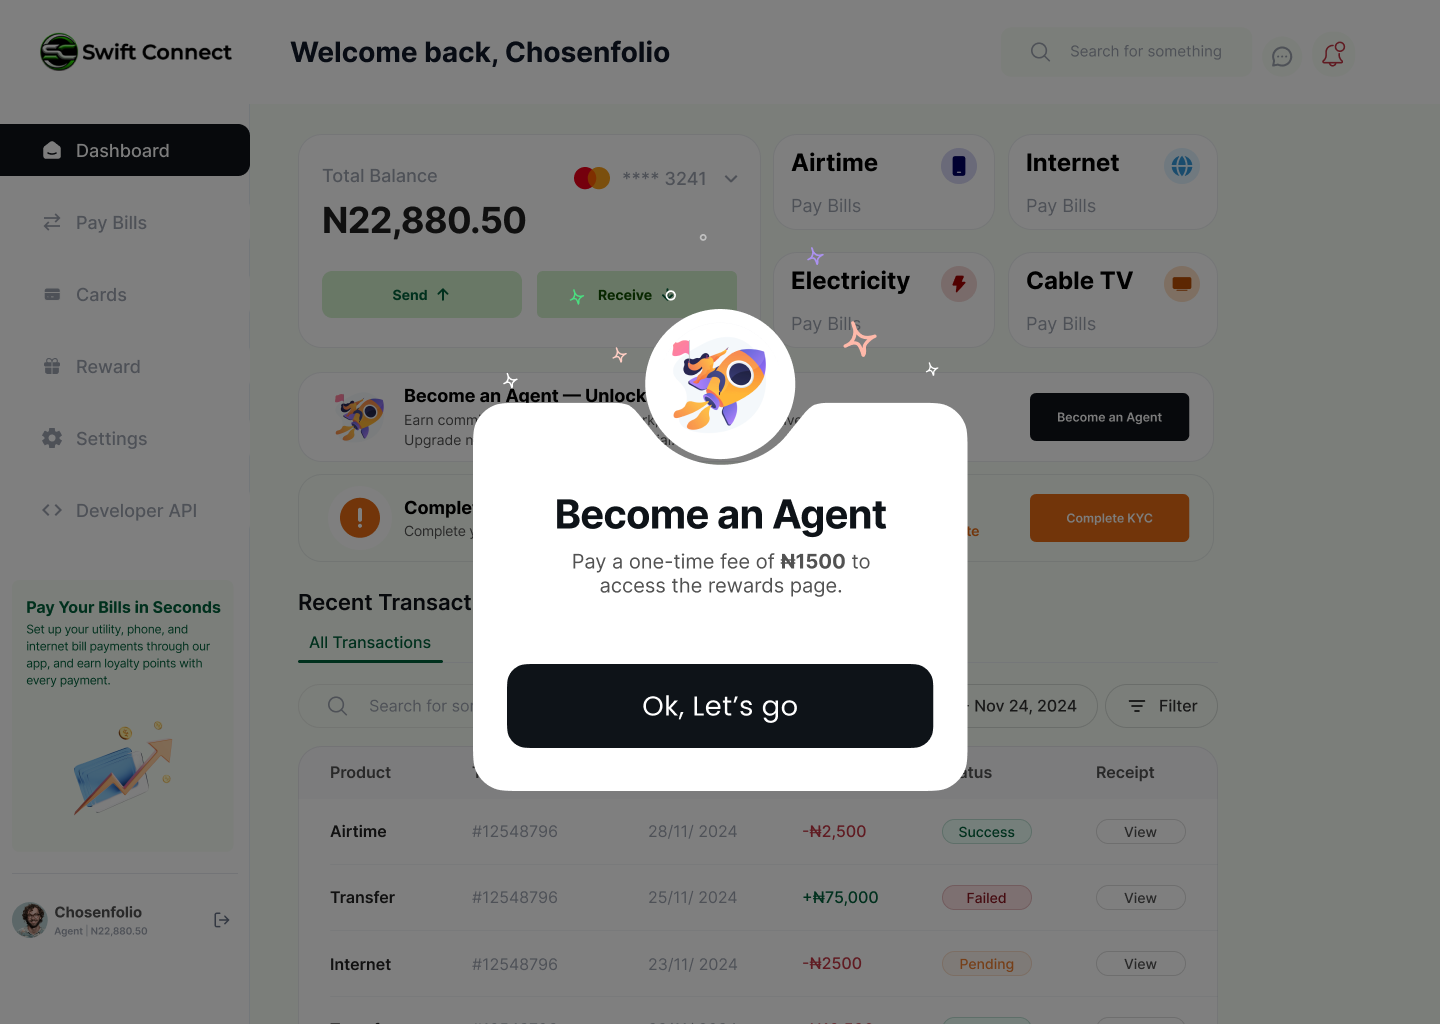 Swift Connect
Welcome back, Chosenfolio
Search for something
Dashboard
Pay Bills
Cards
Reward
Settings
Developer API
Pay Your Bills in Seconds
Set up your utility, phone, and
internet bill payments through our
app, and earn loyalty points with
every payment.
Chosenfolio
Agent | N22,880.50
Total Balance
**** 3241
N22,880.50
Send
Receive
Airtime
Pay Bills
Internet
Pay Bills
Electricity
Pay Bills
Cable TV
Pay Bills
Become an Agent — Unlock
Earn comm
Upgrade n
Become an Agent
Comple
Complete
Complete KYC
Become an Agent
Pay a one-time fee of ₦1500 to
access the rewards page.
Ok, Let's go
Recent Transact
All Transactions
Search for so
- Nov 24, 2024
Filter
Product
atus
Receipt
Airtime #12548796 28/11/ 2024 -₦2,500 Success View
Transfer #12548796 25/11/ 2024 +₦75,000 Failed View
Internet #12548796 23/11/ 2024 -₦2500 Pending View